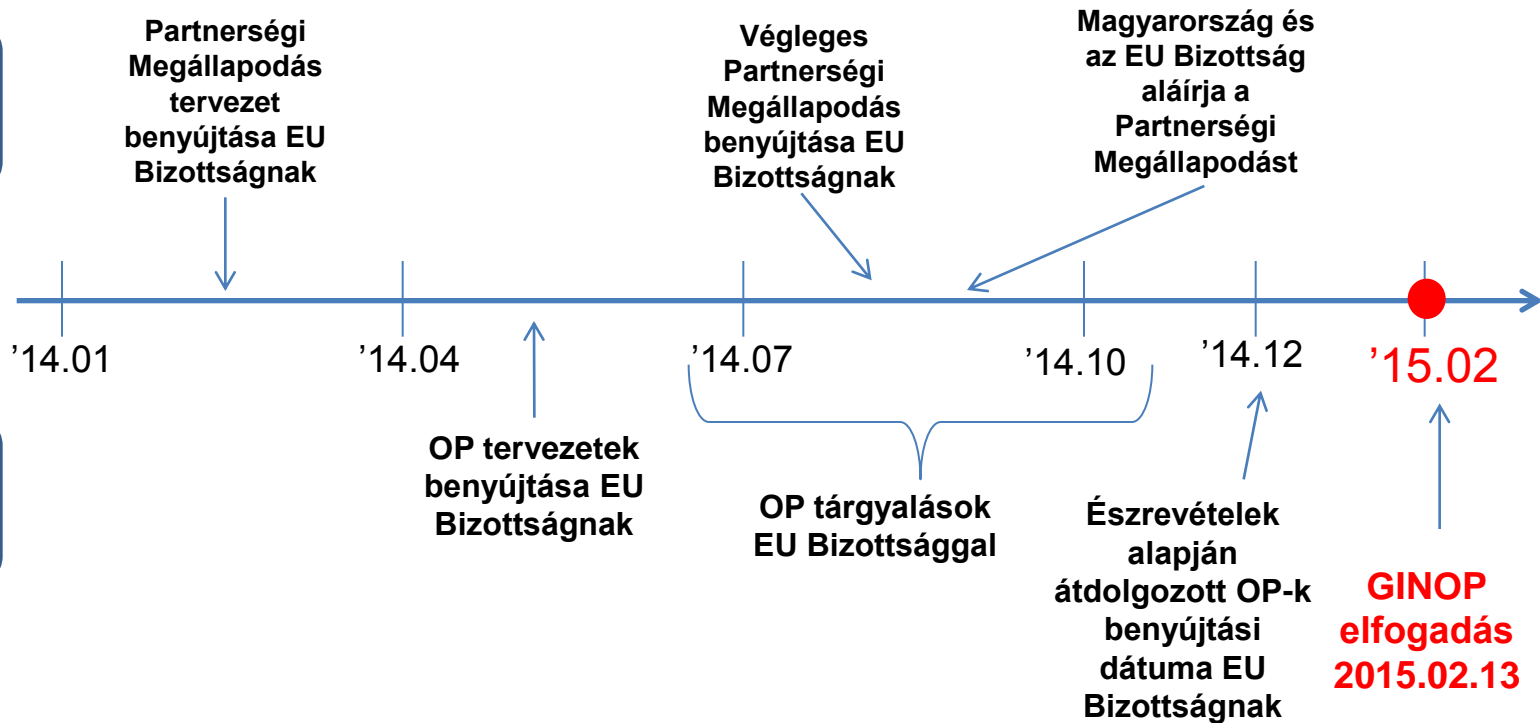 Partnerségi
Megállapodás
tervezet
benyújtása EU
Bizottságnak
Végleges
Partnerségi
Megállapodás
benyújtása EU
Bizottságnak
Magyarország és
az EU Bizottság
aláírja a
Partnerségi
Megállapodást
’14.01
’14.04
’14.07
’14.10
’14.12
’15.02
OP tervezetek
benyújtása EU
Bizottságnak
OP tárgyalások
EU Bizottsággal
Észrevételek
alapján
átdolgozott OP-k
benyújtási
dátuma EU
Bizottságnak
GINOP
elfogadás
2015.02.13